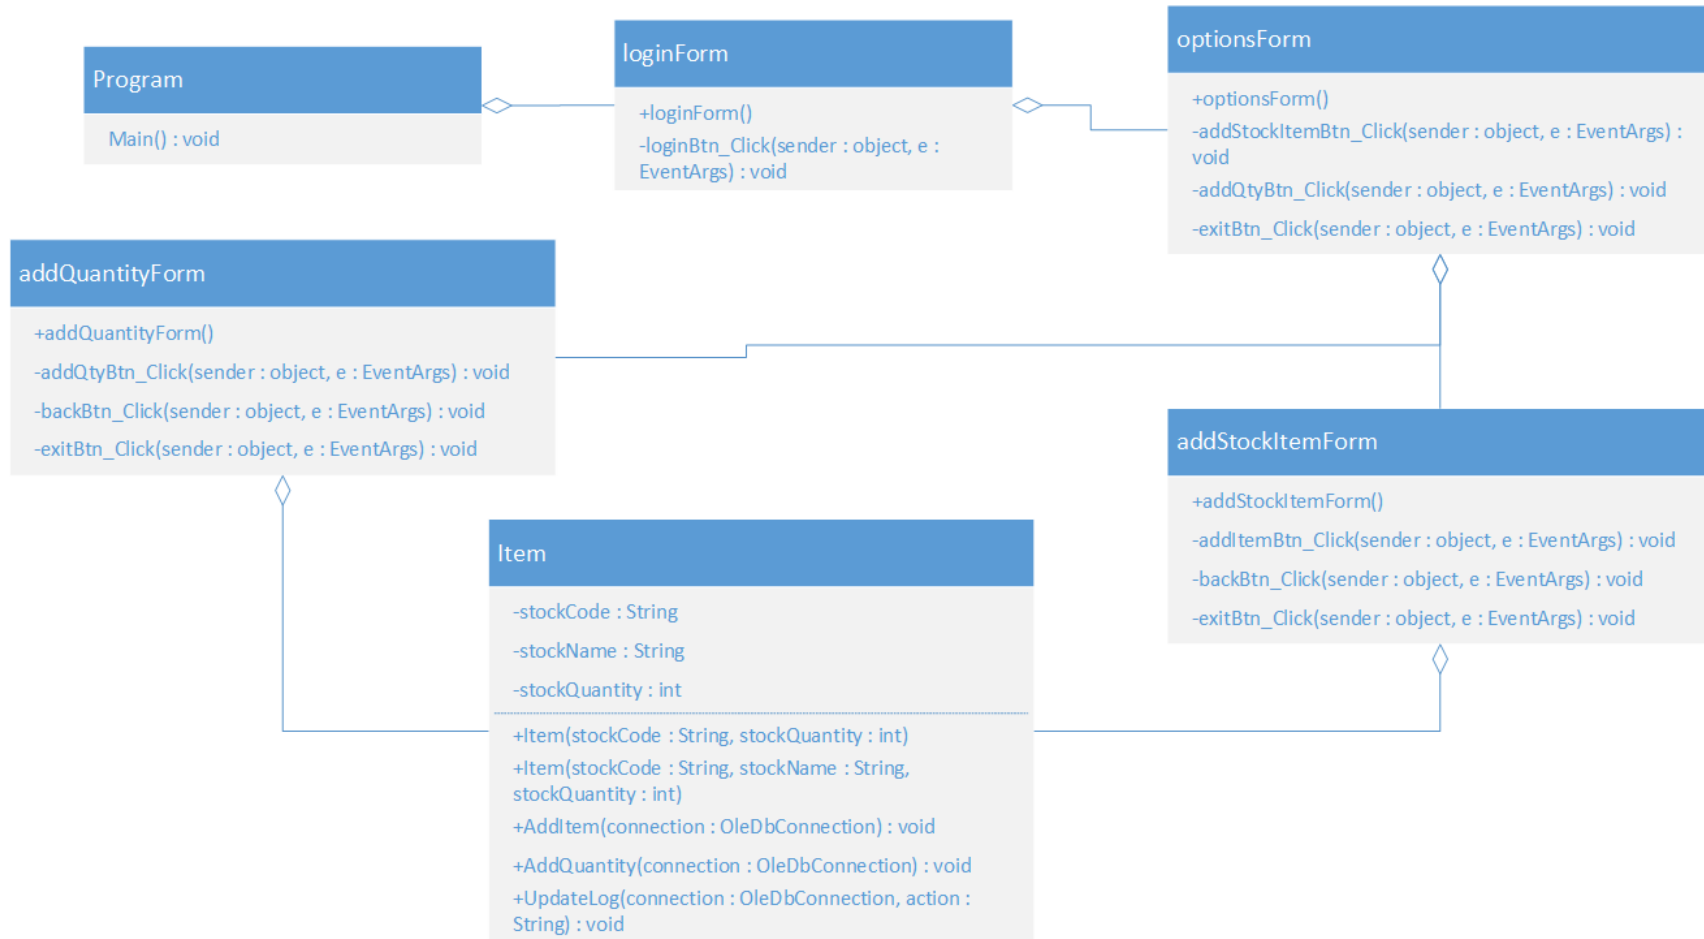 Program
Main() : void
loginForm
+loginForm()
-loginBtn_Click(sender : object, e :
EventArgs) : void
optionsForm
+optionsForm()
-addStockItemBtn_Click(sender : object, e : EventArgs) :
void
-addQtyBtn_Click(sender : object, e : EventArgs) : void
-exitBtn_Click(sender : object, e : EventArgs) : void
addQuantityForm
+addQuantityForm()
-addQtyBtn_Click(sender : object, e : EventArgs) : void
-backBtn_Click(sender : object, e : EventArgs) : void
-exitBtn_Click(sender : object, e : EventArgs) : void
addStockItemForm
+addStockItemForm()
-addItemBtn_Click(sender : object, e : EventArgs) : void
-backBtn_Click(sender : object, e : EventArgs) : void
-exitBtn_Click(sender : object, e : EventArgs) : void
Item
-stockCode : String
-stockName : String
-stockQuantity : int
+Item(stockCode : String, stockQuantity : int)
+Item(stockCode : String, stockName : String,
stockQuantity : int)
+AddItem(connection : OleDbConnection) : void
+AddQuantity(connection : OleDbConnection) : void
+UpdateLog(connection : OleDbConnection, action :
String) : void